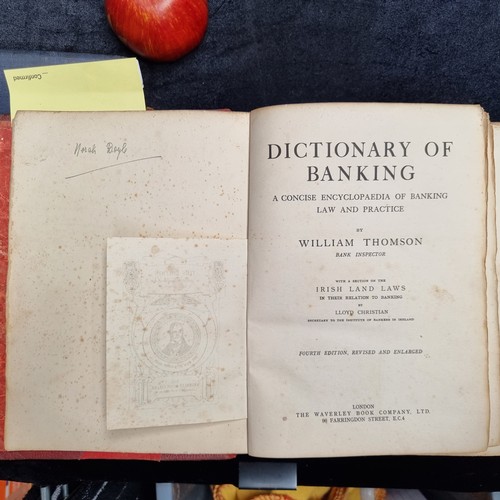 Confirmed
Norah
DICTIONARY OF
BANKING
A CONCISE ENCYCLOPAEDIA OF BANKING
LAW AND PRACTICE
BY
WILLIAM THOMSON
BANK INSPECTOR
WITH A SECTION ON THE
IRISH LAND LAWS
IN THEIR RELATION TO BANKING
BY
LLOYD CHRISTIAN
SECRETARY TO THE INSTITUTE OF BANKERS IN IRELAND
FOURTH EDITION, REVISED AND ENLARGED
LONDON
THE WAVERLEY BOOK COMPANY, LTD.
96 FARRINGDON STREET, E.C.4